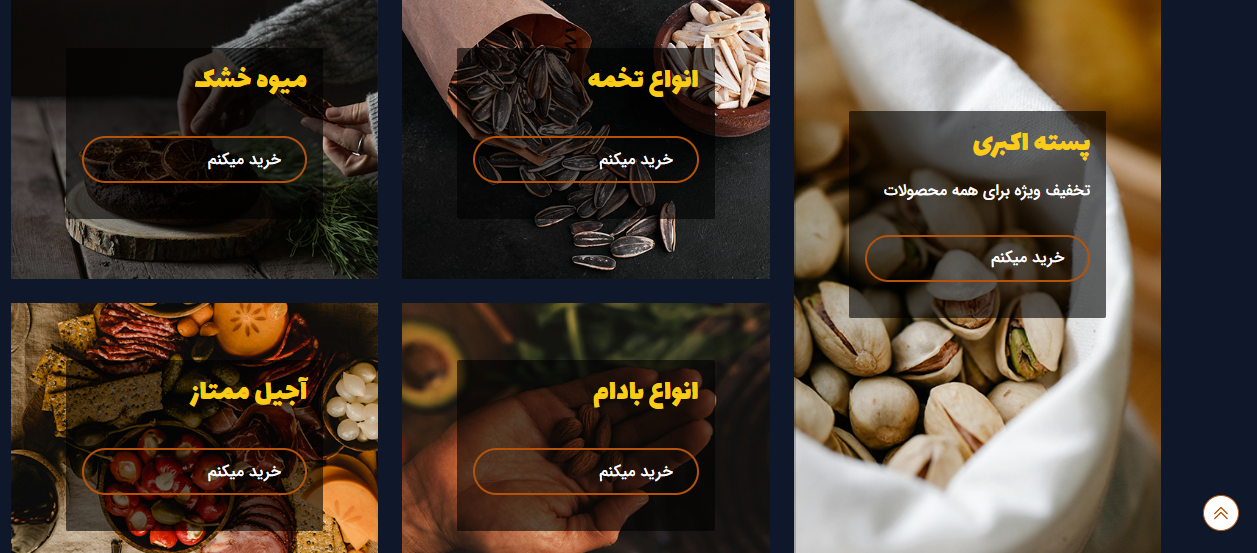 پسته اکبری
تخفیف ویژه برای همه محصولات
خرید میکنم
انواع تخمه
خرید میکنم
میوه خشک
خرید میکنم
انواع بادام
خرید میکنم
آجیل ممتاز
خرید میکنم